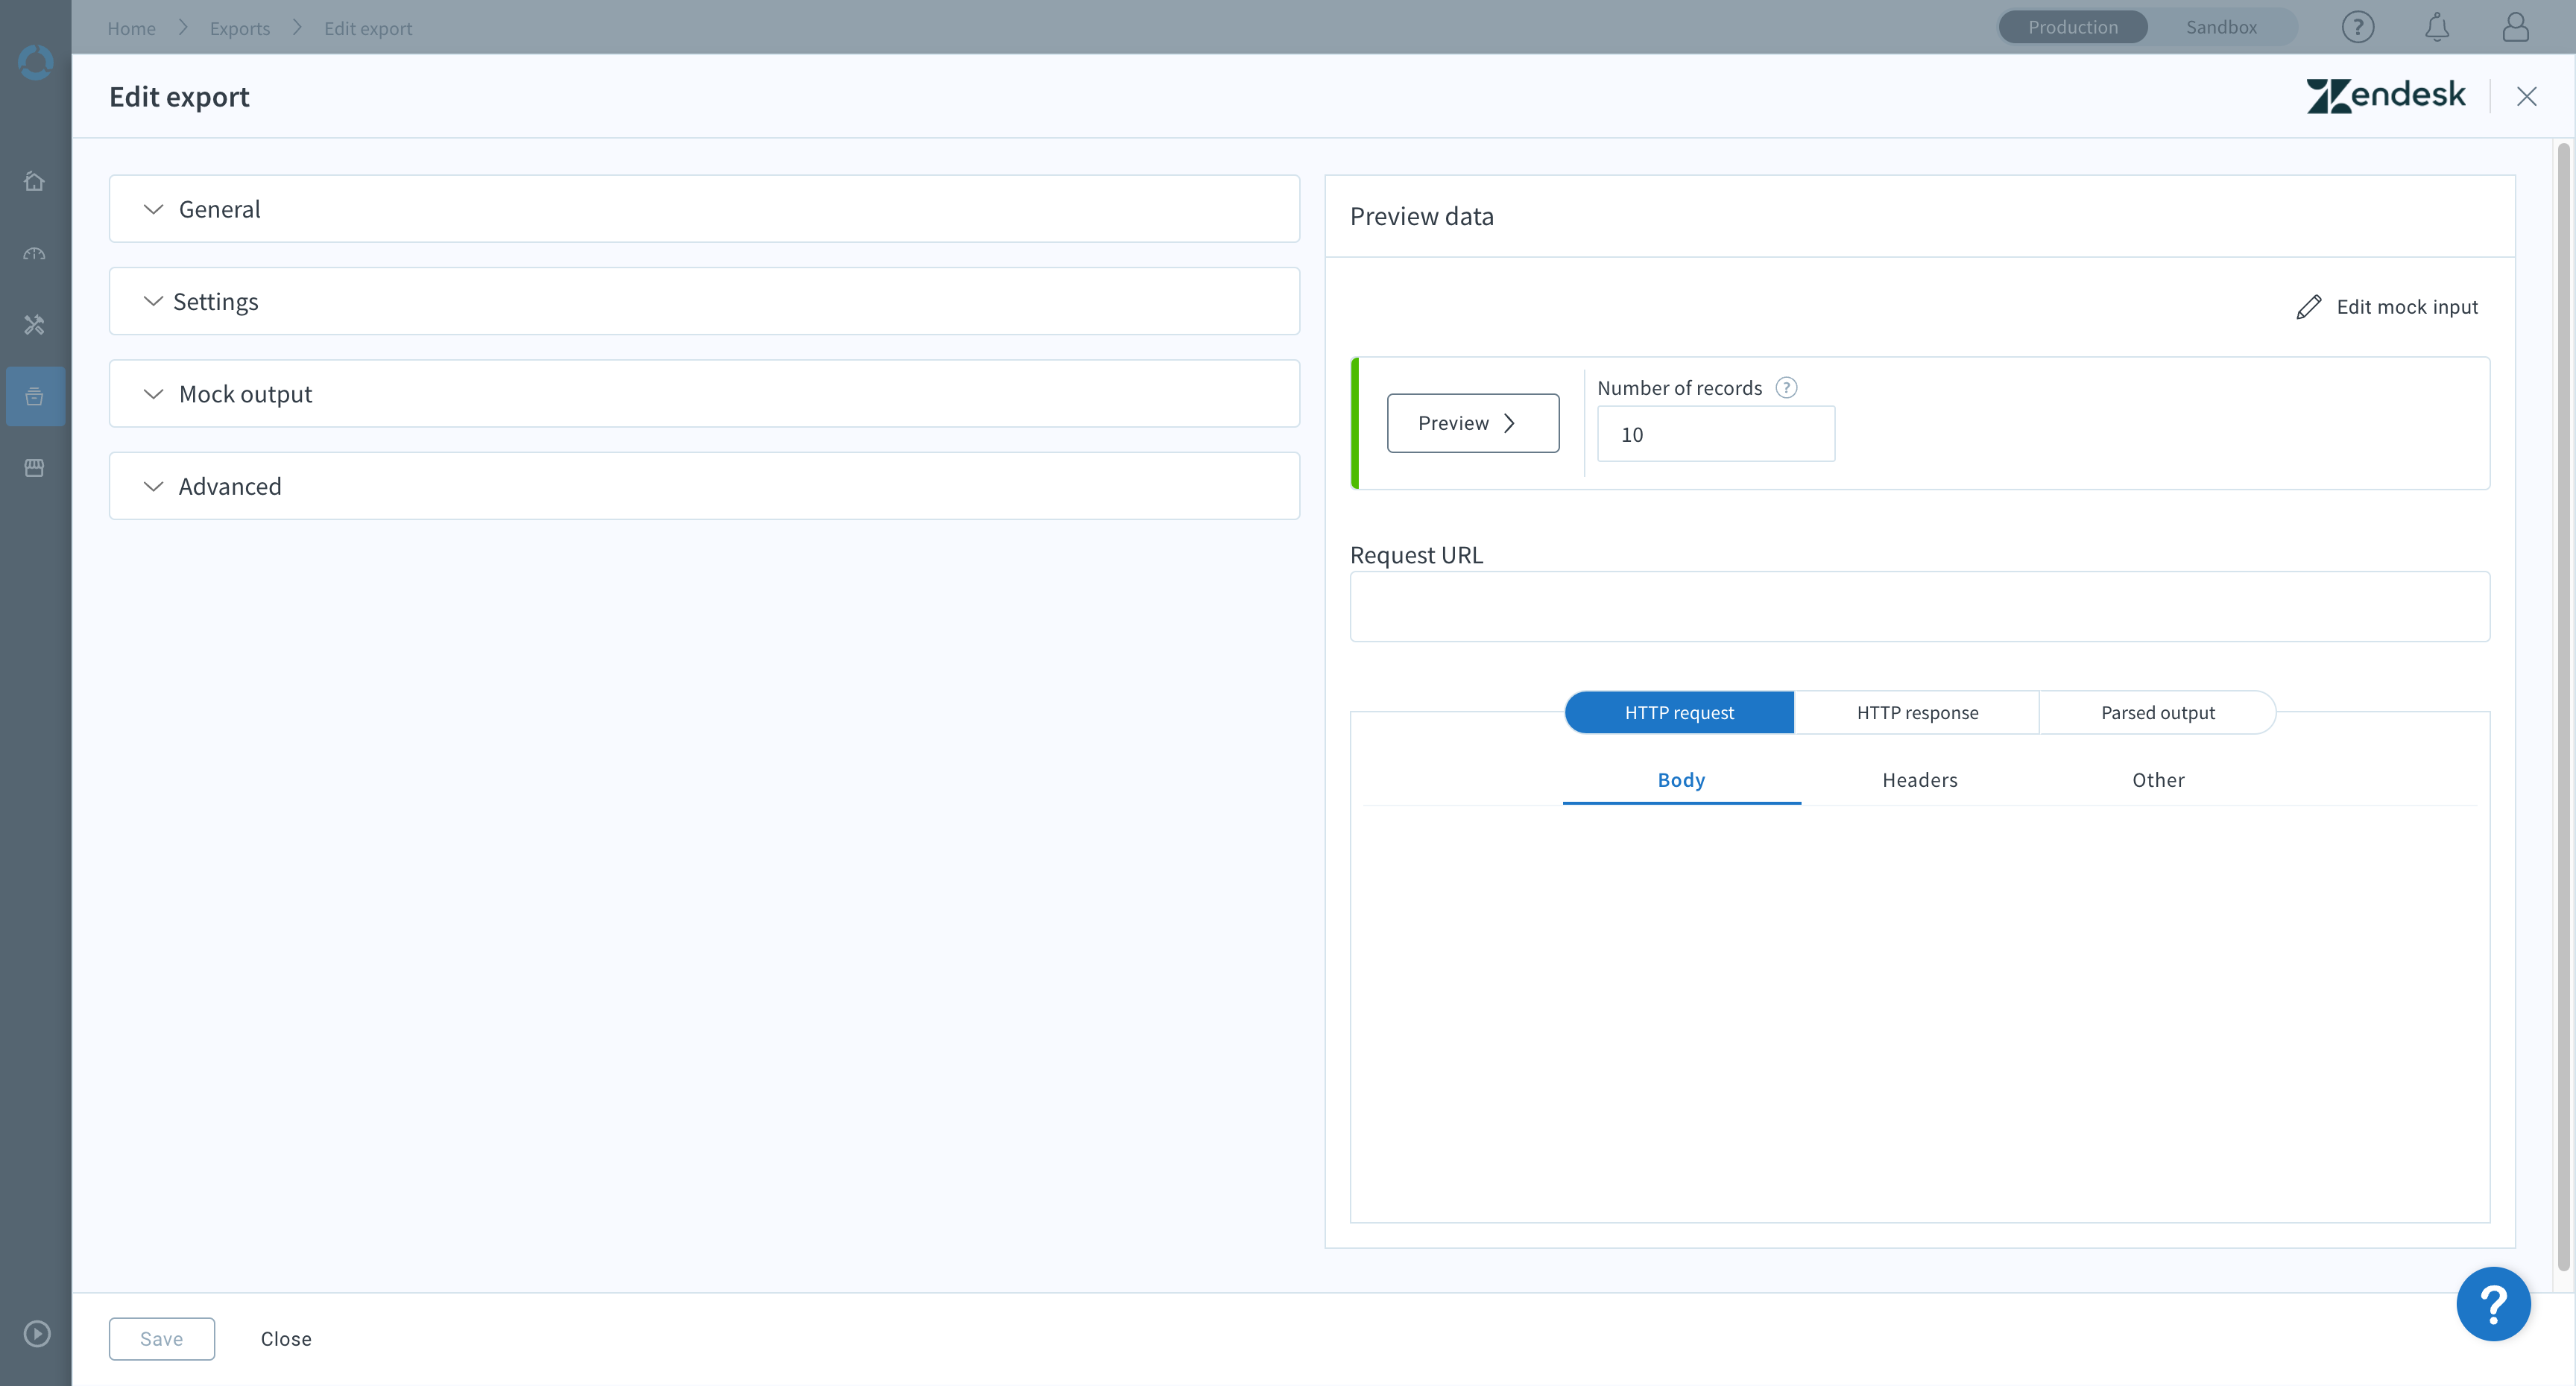 Home
Exports
Edit export
Production
Sandbox
?
Edit export
zendesk
General
Settings
Mock output
Advanced
Preview data
Edit mock input
Preview
Number of records
?
10
Request URL
HTTP request
HTTP response
Parsed output
Body
Headers
Other
Save
Close
?